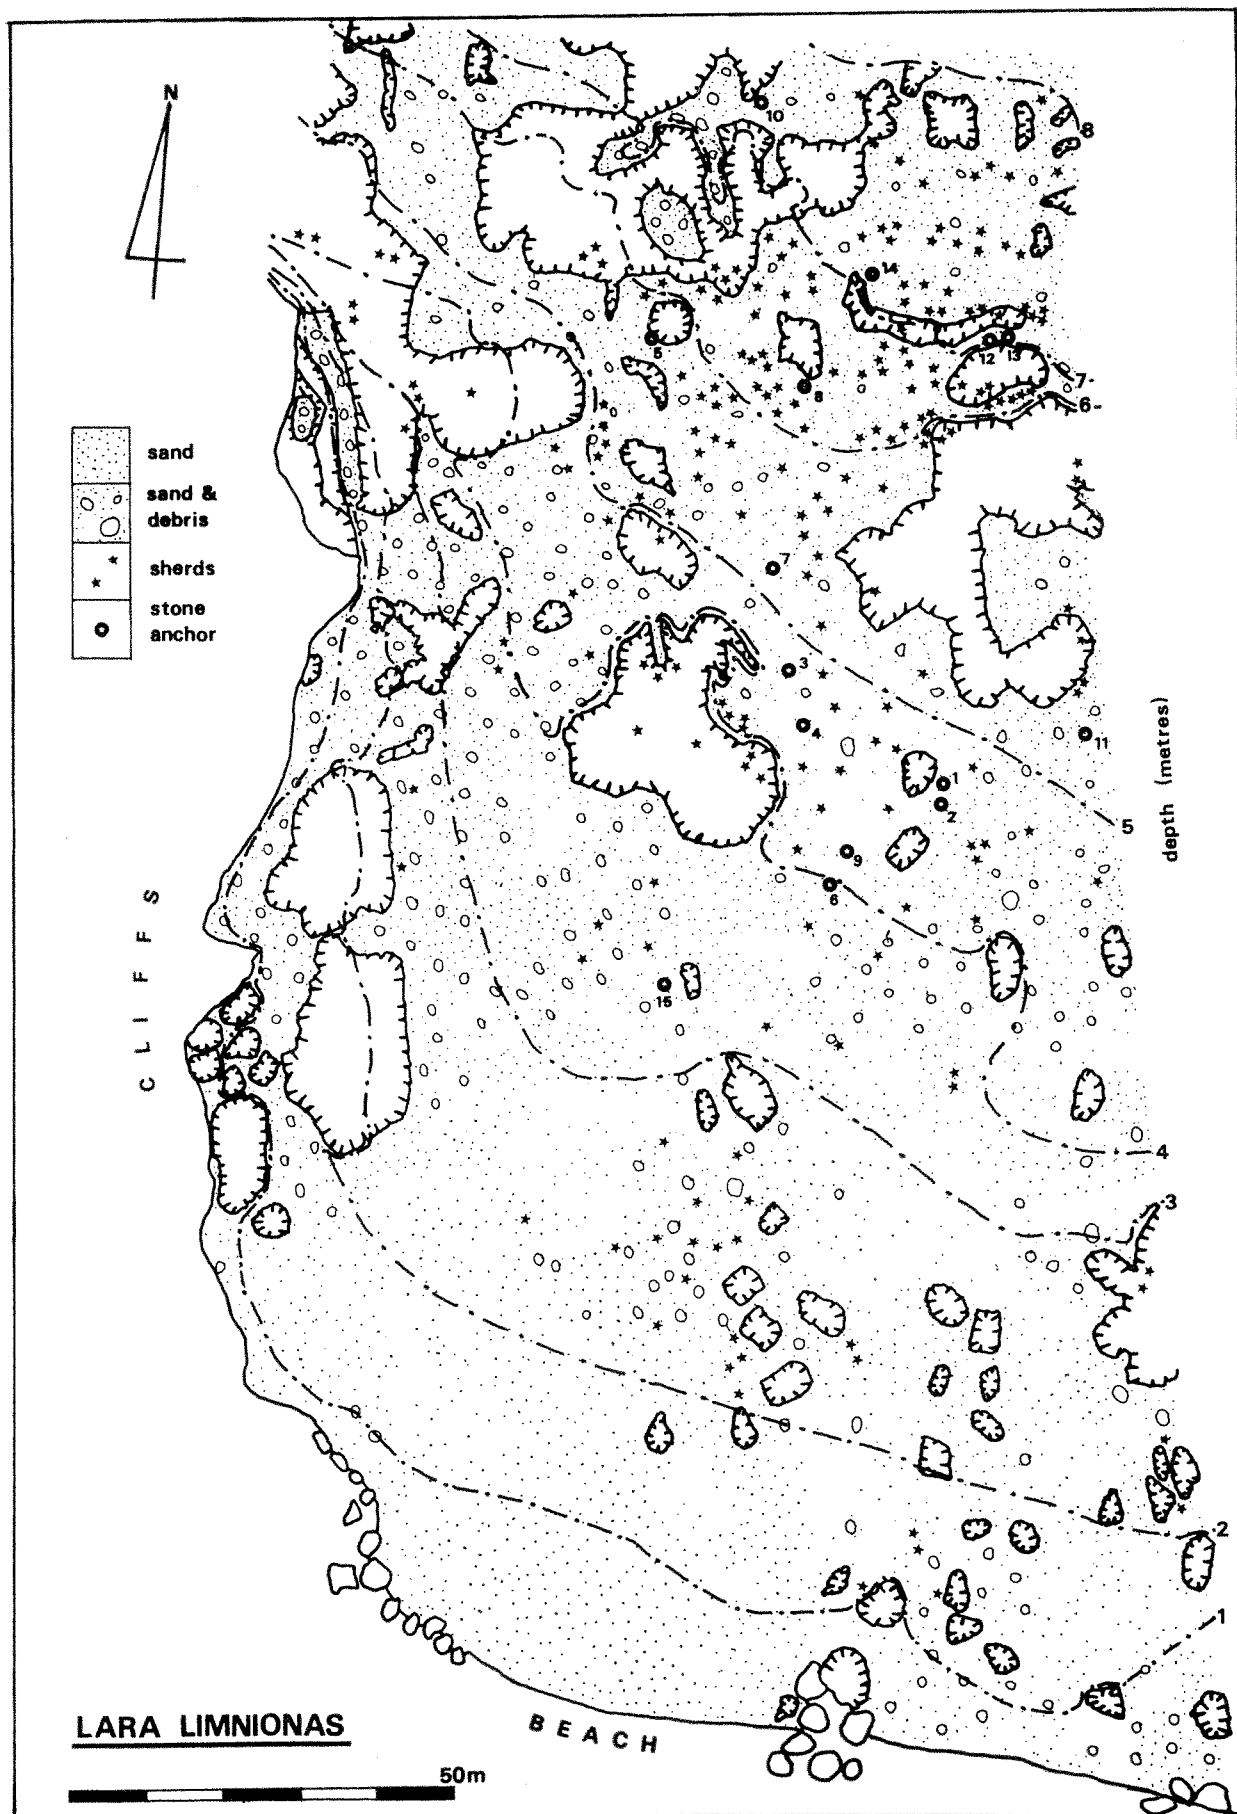 N
10
8
14
5
12
13
8
7-
6-
sand
sand &
debris
sherds
stone
anchor
7
3
4
11
1
2
depth (metres)
5
9
6
CLIFFS
15
4
3
2
1
LARA LIMNIONAS
BEACH
50m